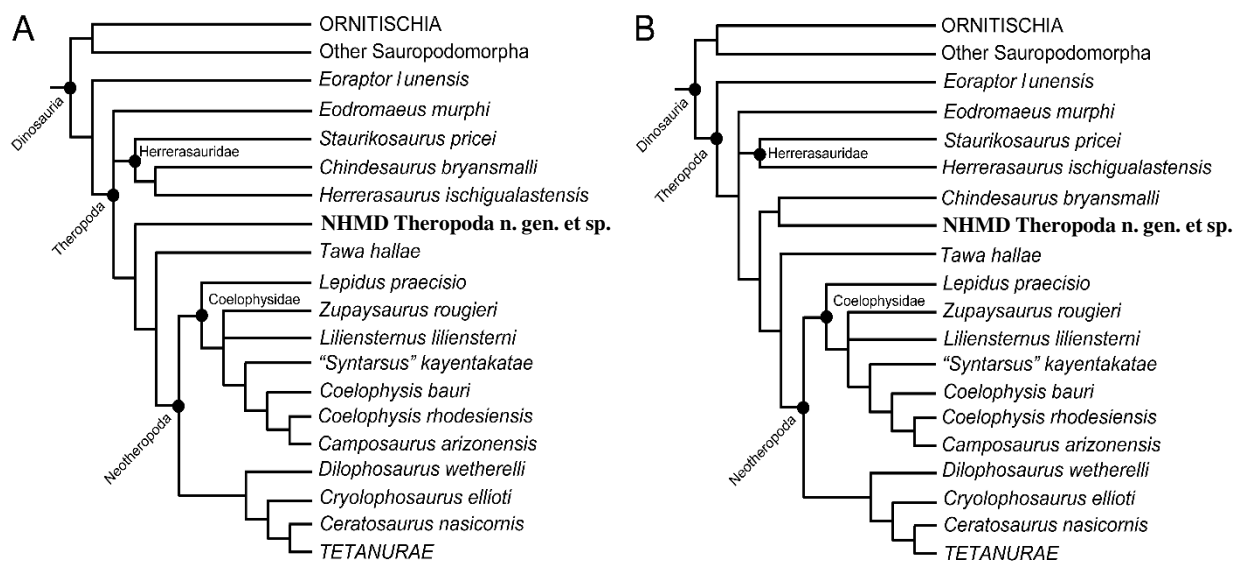 A
ORNITISCHIA
Other Sauropodomorpha
Eoraptor lunensis
Dinosauria
Eodromaeus murphi
Staurikosaurus pricei
Herrerasauridae
Chindesaurus bryansmalli
Herrerasaurus ischigualastensis
Theropoda
NHMD Theropoda n. gen. et sp.
Tawa hallae
Lepidus praecisio
Coelophysidae
Zupaysaurus rougieri
Liliensternus liliensterni
“Syntarsus” kayentakatae
Coelophysis bauri
Coelophysis rhodesiensis
Camposaurus arizonensis
Neotheropoda
Dilophosaurus wetherelli
Cryolophosaurus ellioti
Ceratosaurus nasicornis
TETANURAE
B
ORNITISCHIA
Other Sauropodomorpha
Eoraptor lunensis
Dinosauria
Eodromaeus murphi
Staurikosaurus pricei
Herrerasauridae
Theropoda
Herrerasaurus ischigualastensis
Chindesaurus bryansmalli
NHMD Theropoda n. gen. et sp.
Tawa hallae
Lepidus praecisio
Coelophysidae
Zupaysaurus rougieri
Liliensternus liliensterni
“Syntarsus” kayentakatae
Coelophysis bauri
Coelophysis rhodesiensis
Camposaurus arizonensis
Neotheropoda
Dilophosaurus wetherelli
Cryolophosaurus ellioti
Ceratosaurus nasicornis
TETANURAE